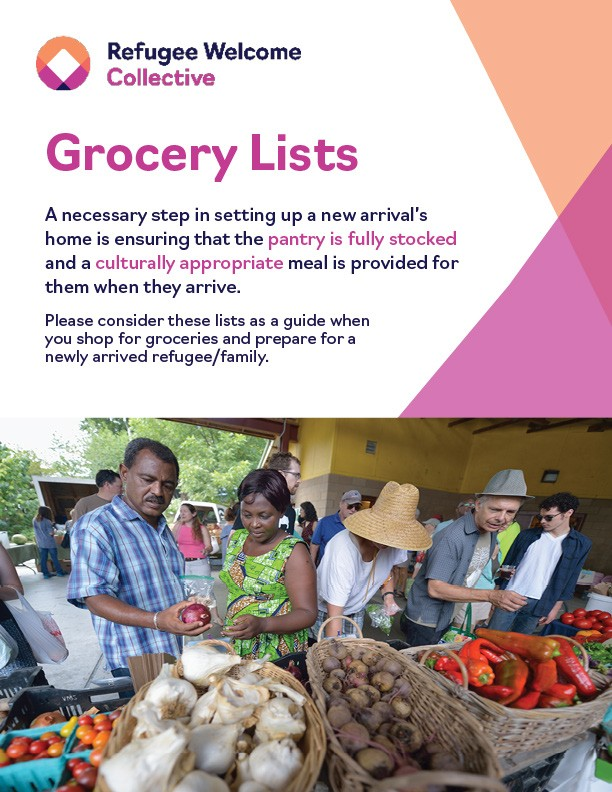 Refugee Welcome
Collective
Grocery Lists
A necessary step in setting up a new arrival's
home is ensuring that the pantry is fully stocked
and a culturally appropriate meal is provided for
them when they arrive.
Please consider these lists as a guide when
you shop for groceries and prepare for a
newly arrived refugee/family.